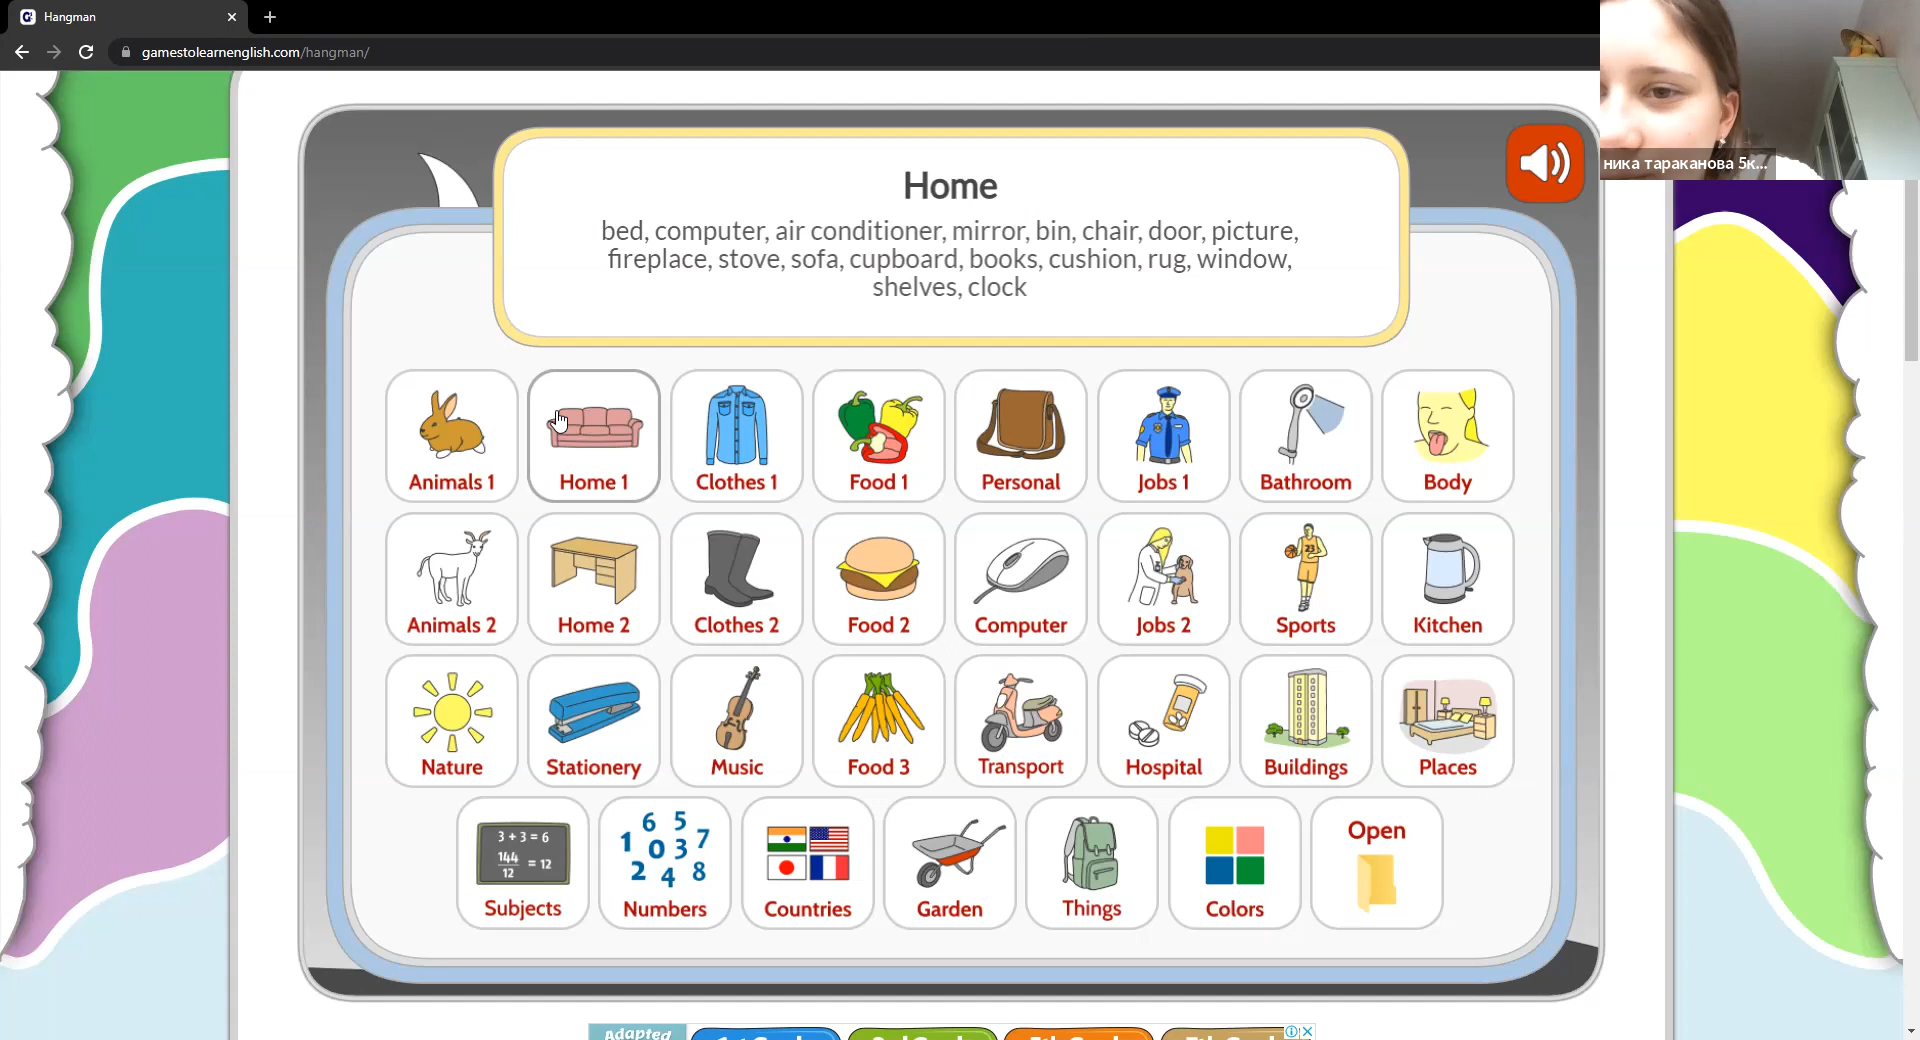 Hangman
gamestolearnenglish.com/hangman/
ника тараканова 5к...
Home
bed, computer, air conditioner, mirror, bin, chair, door, picture,
fireplace, stove, sofa, cupboard, books, cushion, rug, window,
shelves, clock
Animals 1
Home 1
Clothes 1
Food 1
Personal
Jobs 1
Bathroom
Body
Animals 2
Home 2
Clothes 2
Food 2
Computer
Jobs 2
Sports
Kitchen
23
Nature
Stationery
Music
Food 3
Transport
Hospital
Buildings
Places
3 + 3 = 6
144
12
= 12
Subjects
6 5
1 0 3 7
2 4 8
Numbers
Countries
Garden
Things
Colors
Open
Adapted